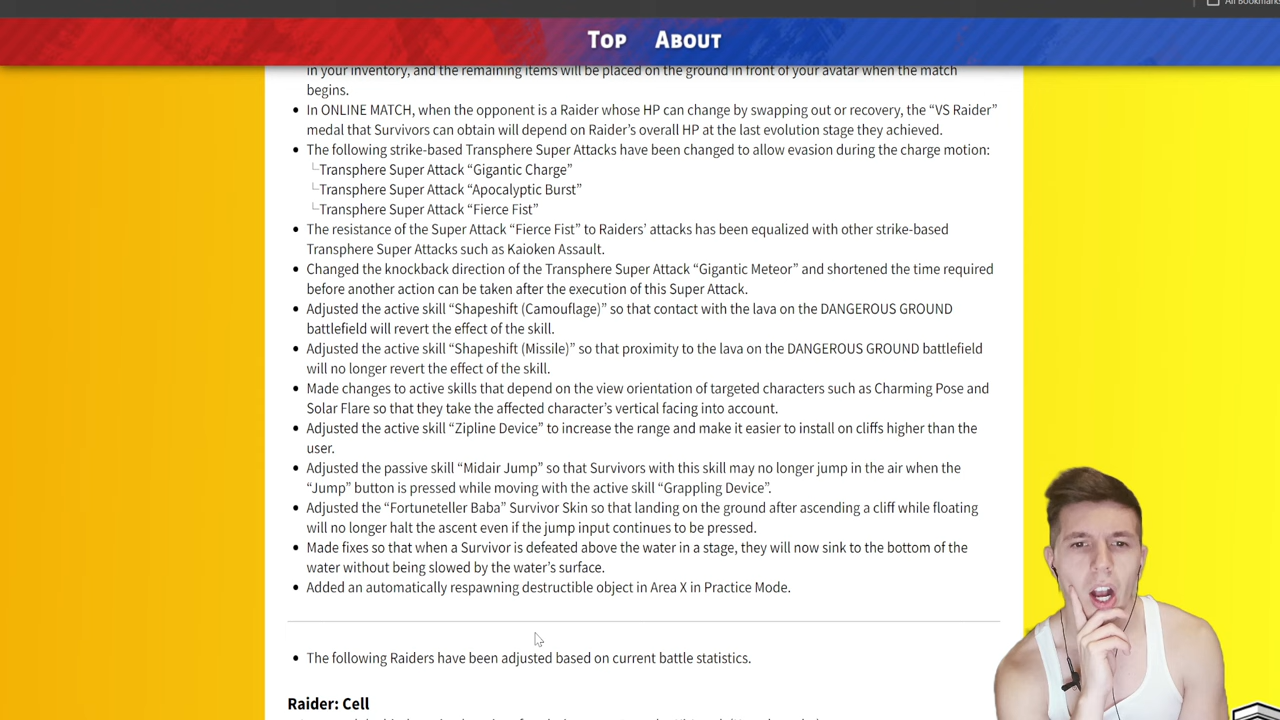 All Bookmarks
TOP ABOUT
in your inventory, and the remaining items will be placed on the ground in front of your avatar when the match
begins.
• In ONLINE MATCH, when the opponent is a Raider whose HP can change by swapping out or recovery, the “VS Raider”
medal that Survivors can obtain will depend on Raider’s overall HP at the last evolution stage they achieved.
• The following strike-based Transphere Super Attacks have been changed to allow evasion during the charge motion:
└Transphere Super Attack “Gigantic Charge”
└Transphere Super Attack “Apocalyptic Burst”
└Transphere Super Attack “Fierce Fist”
• The resistance of the Super Attack “Fierce Fist” to Raiders’ attacks has been equalized with other strike-based
Transphere Super Attacks such as Kaioken Assault.
• Changed the knockback direction of the Transphere Super Attack “Gigantic Meteor” and shortened the time required
before another action can be taken after the execution of this Super Attack.
• Adjusted the active skill “Shapeshift (Camouflage)” so that contact with the lava on the DANGEROUS GROUND
battlefield will revert the effect of the skill.
• Adjusted the active skill “Shapeshift (Missile)” so that proximity to the lava on the DANGEROUS GROUND battlefield
will no longer revert the effect of the skill.
• Made changes to active skills that depend on the view orientation of targeted characters such as Charming Pose and
Solar Flare so that they take the affected character’s vertical facing into account.
• Adjusted the active skill “Zipline Device” to increase the range and make it easier to install on cliffs higher than the
user.
• Adjusted the passive skill “Midair Jump” so that Survivors with this skill may no longer jump in the air when the
“Jump” button is pressed while moving with the active skill “Grappling Device”.
• Adjusted the “Fortuneteller Baba” Survivor Skin so that landing on the ground after ascending a cliff while floating
will no longer halt the ascent even if the jump input continues to be pressed.
• Made fixes so that when a Survivor is defeated above the water in a stage, they will now sink to the bottom of the
water without being slowed by the water’s surface.
• Added an automatically respawning destructible object in Area X in Practice Mode.
• The following Raiders have been adjusted based on current battle statistics.
Raider: Cell